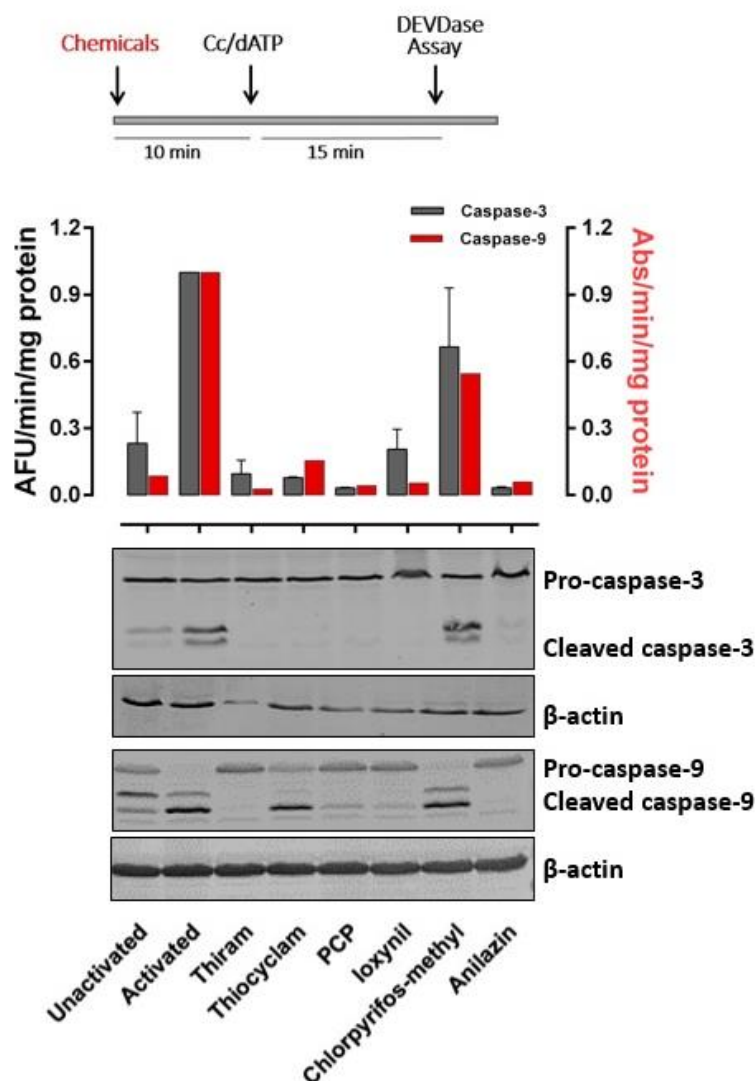 Chemicals
Cc/dATP
DEVDase
Assay
10 min
15 min
Caspase-3
Caspase-9
AFU/min/mg protein
1.2
0.9
0.6
0.3
0.0
1.2
0.9
0.6
0.3
0.0
Abs/min/mg protein
Pro-caspase-3
Cleaved caspase-3
β-actin
Pro-caspase-9
Cleaved caspase-9
β-actin
Unactivated
Activated
Thiram
Thiocyclam
PCP
Ioxynil
Chlorpyrifos-methyl
Anilazin